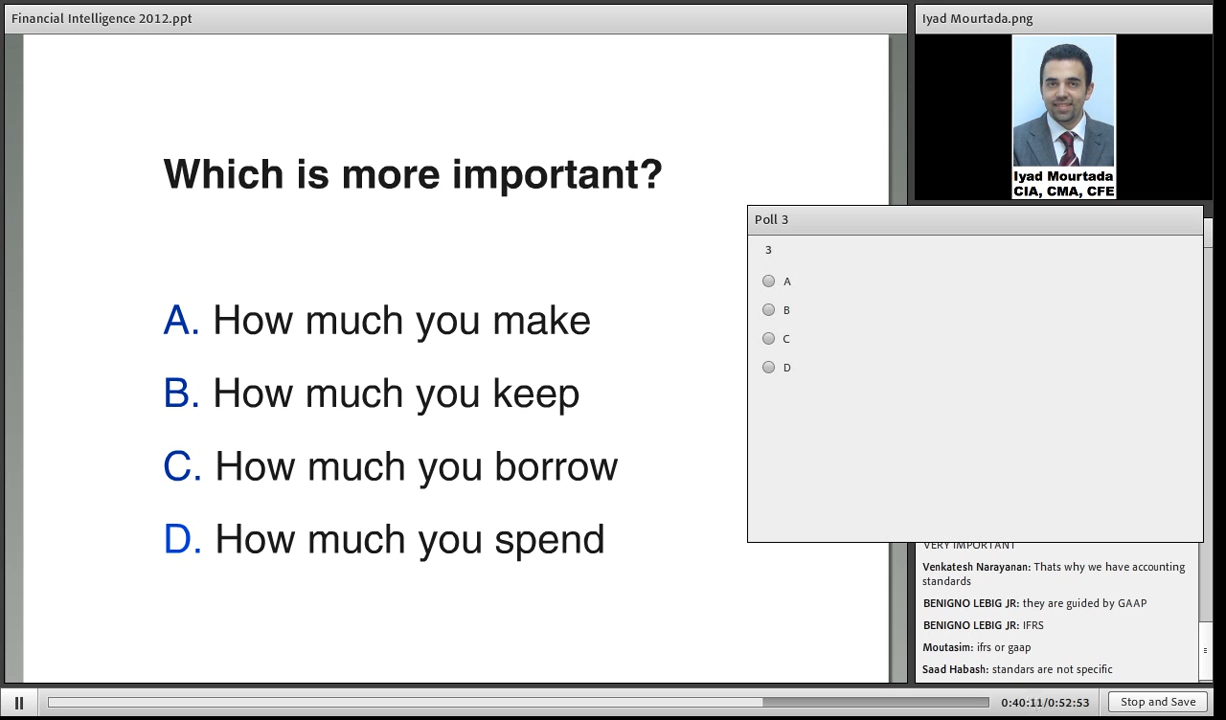 Financial Intelligence 2012.ppt
Which is more important?
A. How much you make
B. How much you keep
C. How much you borrow
D. How much you spend
Iyad Mourtada.png
Iyad Mourtada
CIA, CMA, CFE
Poll 3
3
A
B
C
D
VERY IMPORTANT
Venkatesh Narayanan: Thats why we have accounting
standards
BENIGNO LEBIG JR: they are guided by GAAP
BENIGNO LEBIG JR: IFRS
Moutasim: ifrs or gaap
Saad Habash: standars are not specific
0:40:11/0:52:53
Stop and Save